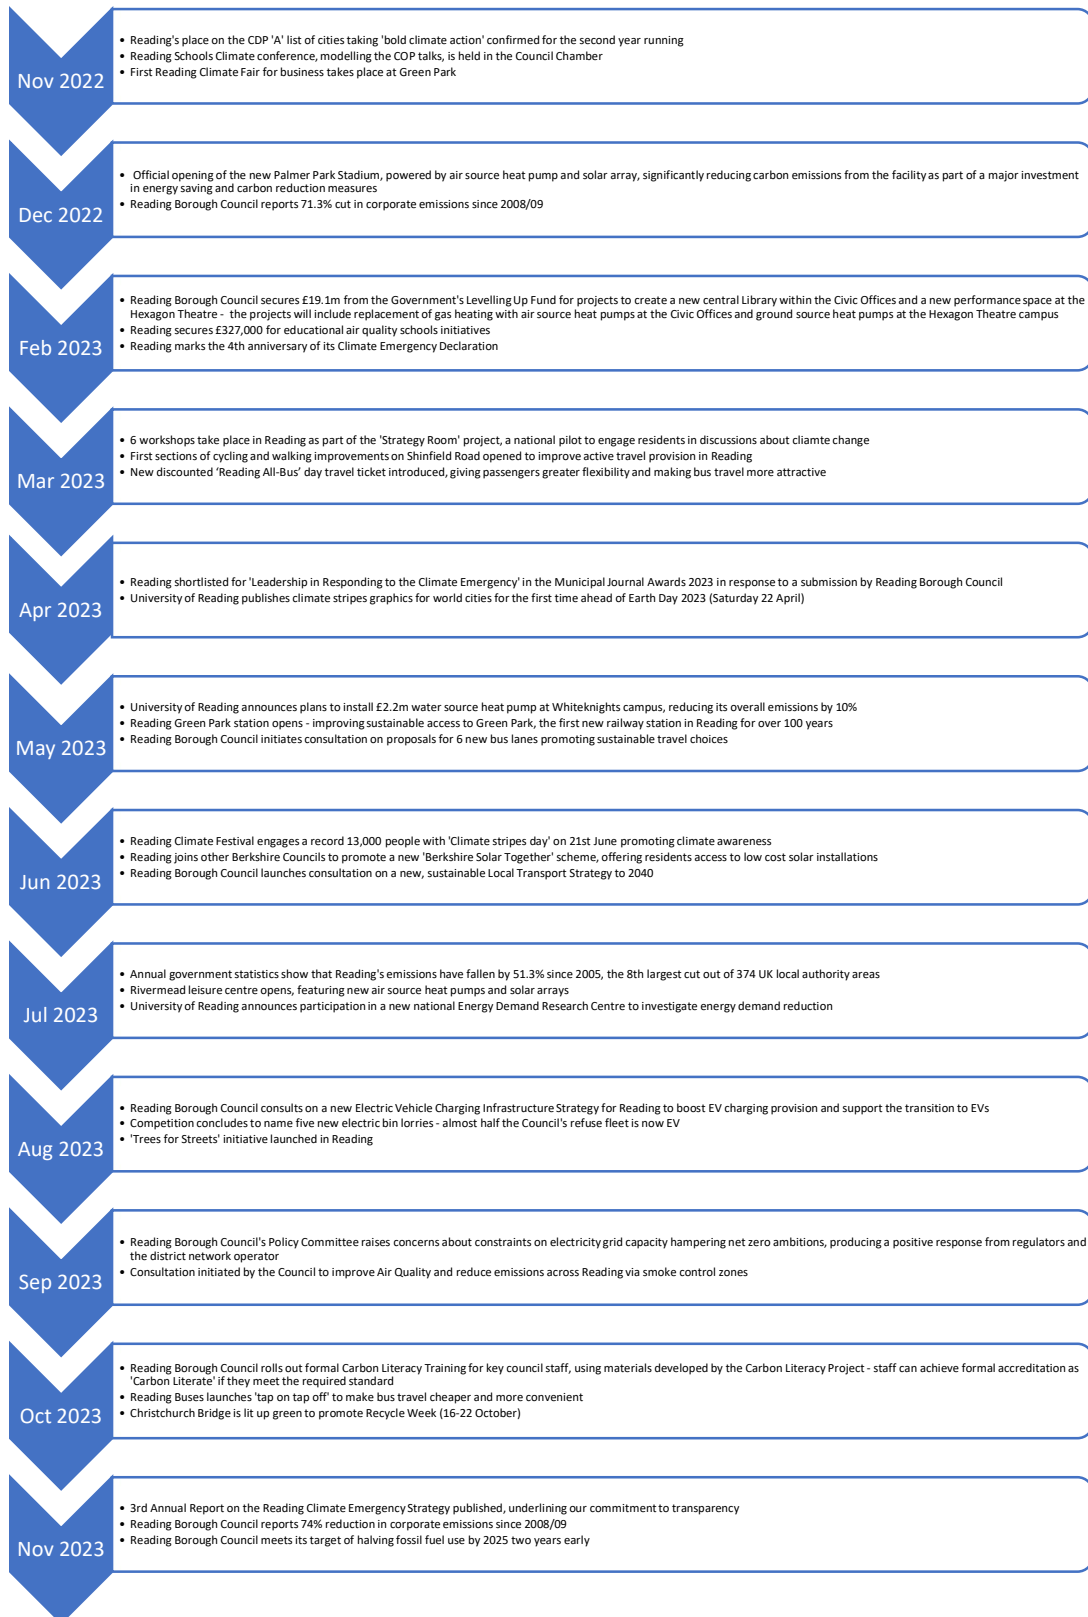 Nov 2022
• Reading's place on the CDP 'A' list of cities taking 'bold climate action' confirmed for the second year running
• Reading Schools Climate conference, modelling the COP talks, is held in the Council Chamber
• First Reading Climate Fair for business takes place at Green Park
Dec 2022
• Official opening of the new Palmer Park Stadium, powered by air source heat pump and solar array, significantly reducing carbon emissions from the facility as part of a major investment
in energy saving and carbon reduction measures
• Reading Borough Council reports 71.3% cut in corporate emissions since 2008/09
Feb 2023
• Reading Borough Council secures £19.1m from the Government's Levelling Up Fund for projects to create a new central Library within the Civic Offices and a new performance space at the
Hexagon Theatre - the projects will include replacement of gas heating with air source heat pumps at the Civic Offices and ground source heat pumps at the Hexagon Theatre campus
• Reading secures £327,000 for educational air quality schools initiatives
• Reading marks the 4th anniversary of its Climate Emergency Declaration
Mar 2023
• 6 workshops take place in Reading as part of the 'Strategy Room' project, a national pilot to engage residents in discussions about cliamte change
• First sections of cycling and walking improvements on Shinfield Road opened to improve active travel provision in Reading
• New discounted ‘Reading All-Bus’ day travel ticket introduced, giving passengers greater flexibility and making bus travel more attractive
Apr 2023
• Reading shortlisted for 'Leadership in Responding to the Climate Emergency' in the Municipal Journal Awards 2023 in response to a submission by Reading Borough Council
• University of Reading publishes climate stripes graphics for world cities for the first time ahead of Earth Day 2023 (Saturday 22 April)
May 2023
• University of Reading announces plans to install £2.2m water source heat pump at Whiteknights campus, reducing its overall emissions by 10%
• Reading Green Park station opens - improving sustainable access to Green Park, the first new railway station in Reading for over 100 years
• Reading Borough Council initiates consultation on proposals for 6 new bus lanes promoting sustainable travel choices
Jun 2023
• Reading Climate Festival engages a record 13,000 people with 'Climate stripes day' on 21st June promoting climate awareness
• Reading joins other Berkshire Councils to promote a new 'Berkshire Solar Together' scheme, offering residents access to low cost solar installations
• Reading Borough Council launches consultation on a new, sustainable Local Transport Strategy to 2040
Jul 2023
• Annual government statistics show that Reading's emissions have fallen by 51.3% since 2005, the 8th largest cut out of 374 UK local authority areas
• Rivermead leisure centre opens, featuring new air source heat pumps and solar arrays
• University of Reading announces participation in a new national Energy Demand Research Centre to investigate energy demand reduction
Aug 2023
• Reading Borough Council consults on a new Electric Vehicle Charging Infrastructure Strategy for Reading to boost EV charging provision and support the transition to EVs
• Competition concludes to name five new electric bin lorries - almost half the Council's refuse fleet is now EV
• 'Trees for Streets' initiative launched in Reading
Sep 2023
• Reading Borough Council's Policy Committee raises concerns about constraints on electricity grid capacity hampering net zero ambitions, producing a positive response from regulators and
the district network operator
• Consultation initiated by the Council to improve Air Quality and reduce emissions across Reading via smoke control zones
Oct 2023
• Reading Borough Council rolls out formal Carbon Literacy Training for key council staff, using materials developed by the Carbon Literacy Project - staff can achieve formal accreditation as
'Carbon Literate' if they meet the required standard
• Reading Buses launches 'tap on tap off' to make bus travel cheaper and more convenient
• Christchurch Bridge is lit up green to promote Recycle Week (16-22 October)
Nov 2023
• 3rd Annual Report on the Reading Climate Emergency Strategy published, underlining our commitment to transparency
• Reading Borough Council reports 74% reduction in corporate emissions since 2008/09
• Reading Borough Council meets its target of halving fossil fuel use by 2025 two years early